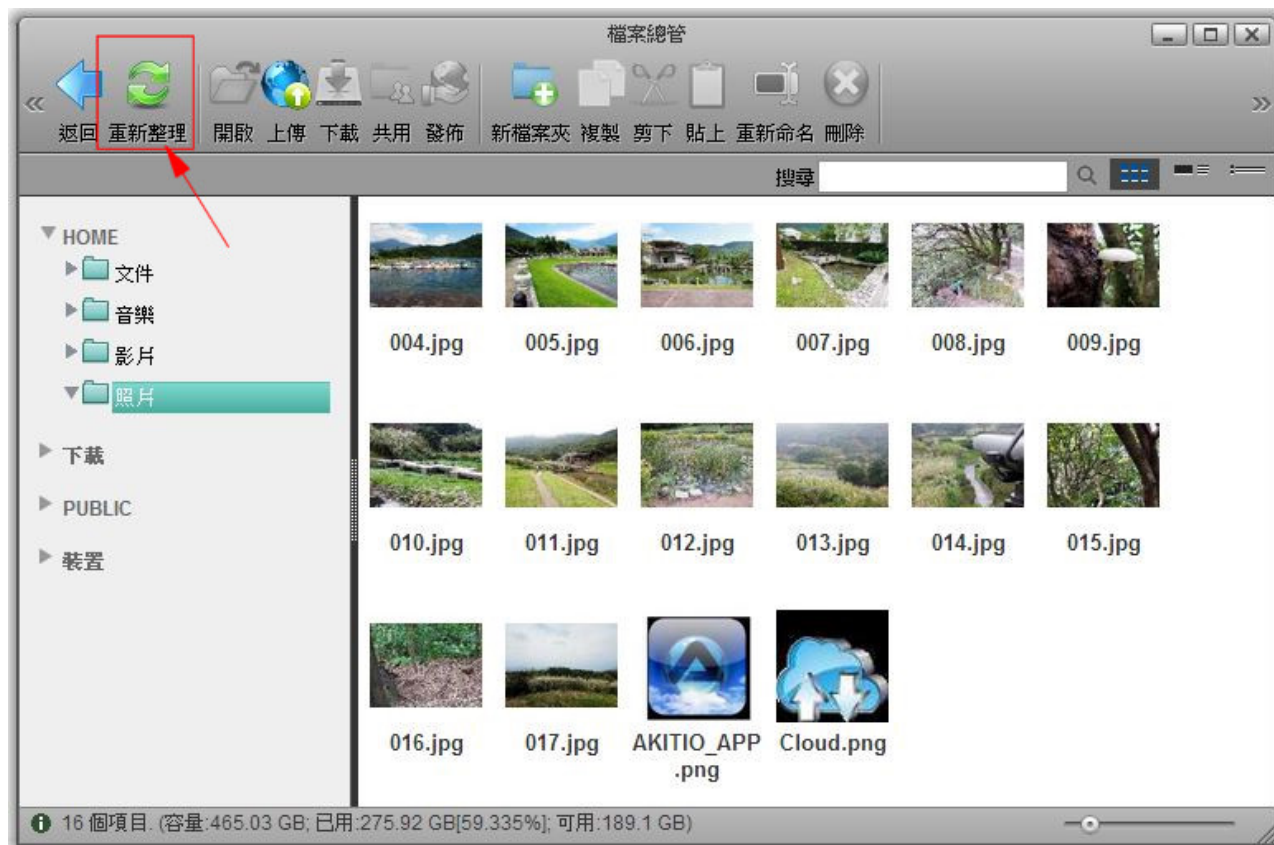 檔案總管
返回 重新整理 開啟 上傳 下載 共用 發佈 新檔案夾 複製 剪下 貼上 重新命名 刪除
搜尋
HOME
文件
音樂
影片
照片
下載
PUBLIC
裝置
004.jpg 005.jpg 006.jpg 007.jpg 008.jpg 009.jpg
010.jpg 011.jpg 012.jpg 013.jpg 014.jpg 015.jpg
016.jpg 017.jpg AKITIO_APP Cloud.png
.png
16 個項目. (容量:465.03 GB; 已用:275.92 GB[59.335%]; 可用:189.1 GB)